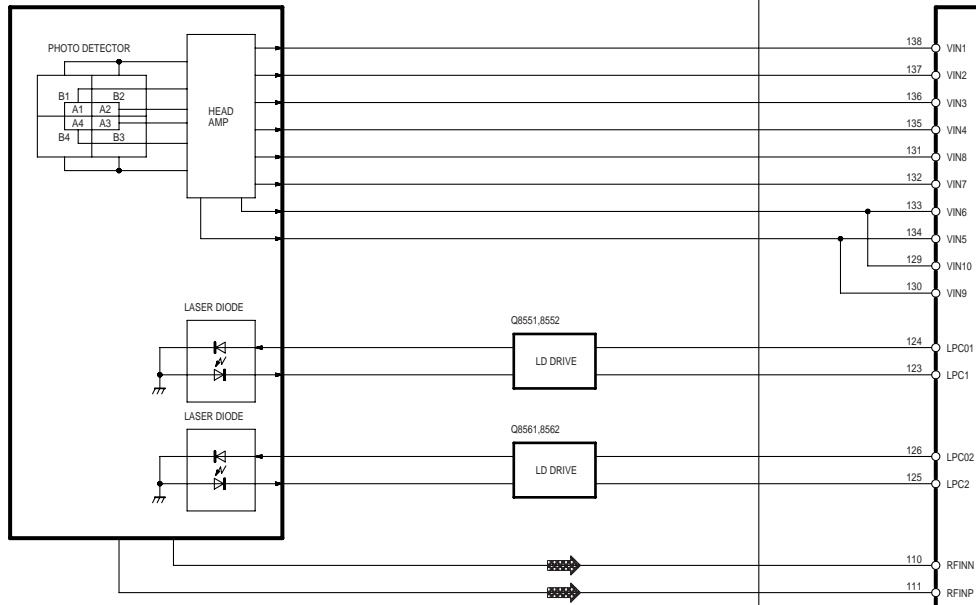 PHOTO DETECTOR
B1 B2
A1 A2
A4 A3
B4 B3
HEAD
AMP
138 VIN1
137 VIN2
136 VIN3
135 VIN4
131 VIN8
132 VIN7
133 VIN6
134 VIN5
129 VIN10
130 VIN9
LASER DIODE
Q8551,8552
LD DRIVE
124 LPC01
123 LPC1
LASER DIODE
Q8561,8562
LD DRIVE
126 LPC02
125 LPC2
110 RFINN
111 RFINP